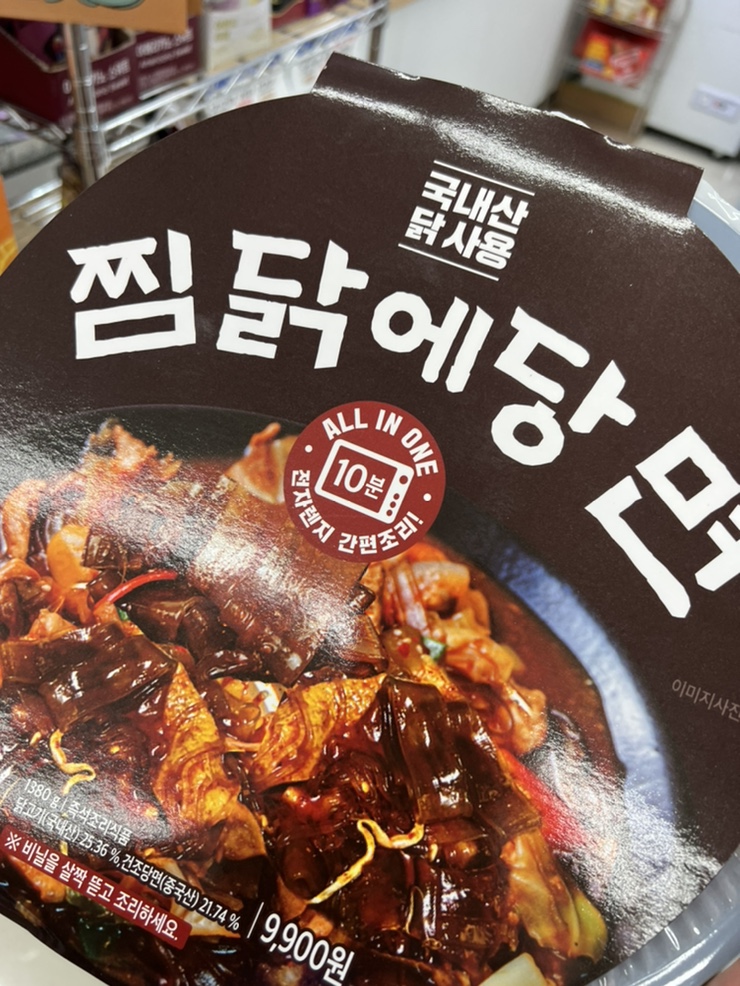 국내산
닭 사용
찜닭에당면
ALL IN ONE
10분
전자렌지 간편조리!
이미지사진
1380 g | 즉석조리식품
닭고기(국내산) 25.36 %, 건조당면(중국산) 21.74 %
※ 비닐을 살짝 뜯고 조리하세요.
9,900원